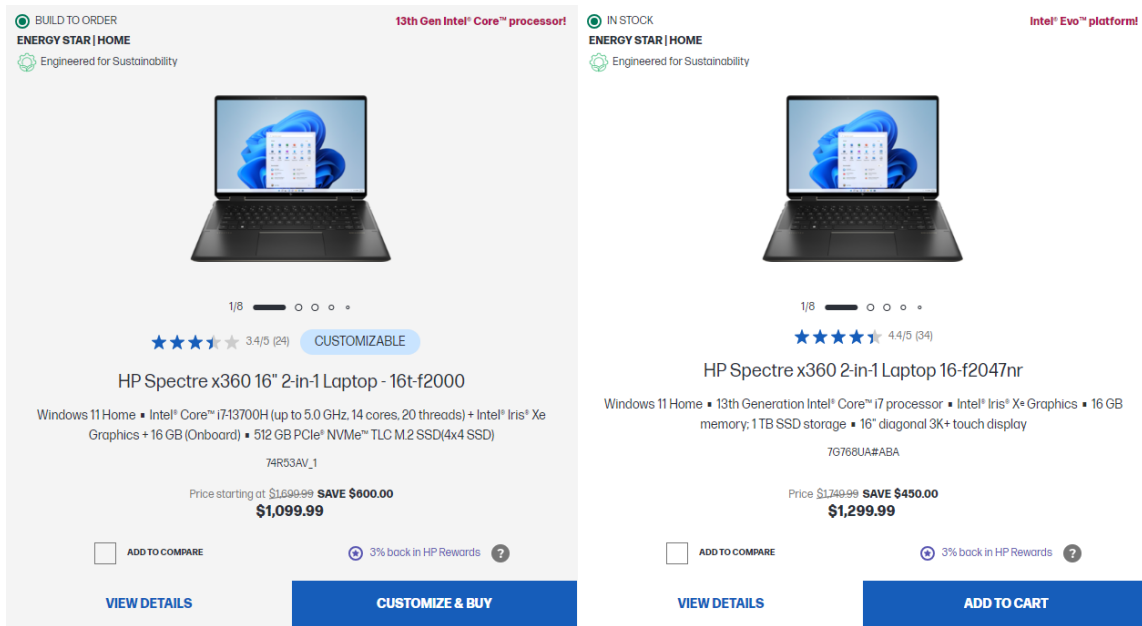 BUILD TO ORDER
13th Gen Intel® Core™ processor!
ENERGY STAR | HOME
Engineered for Sustainability
1/8
3.4/5 (24)
CUSTOMIZABLE
HP Spectre x360 16" 2-in-1 Laptop - 16t-f2000
Windows 11 Home ▪ Intel® Core™ i7-13700H (up to 5.0 GHz, 14 cores, 20 threads) + Intel® Iris® Xe
Graphics + 16 GB (Onboard) ▪ 512 GB PCIe® NVMe™ TLC M.2 SSD(4x4 SSD)
74R53AV_1
Price starting at $1,699.99 SAVE $600.00
$1,099.99
ADD TO COMPARE
3% back in HP Rewards ?
VIEW DETAILS
CUSTOMIZE & BUY
IN STOCK
Intel® Evo™ platform!
ENERGY STAR | HOME
Engineered for Sustainability
1/8
4.4/5 (34)
HP Spectre x360 2-in-1 Laptop 16-f2047nr
Windows 11 Home ▪ 13th Generation Intel® Core™ i7 processor ▪ Intel® Iris® Xᵉ Graphics ▪ 16 GB
memory; 1 TB SSD storage ▪ 16" diagonal 3K+ touch display
7G768UA#ABA
Price $1,749.99 SAVE $450.00
$1,299.99
ADD TO COMPARE
3% back in HP Rewards ?
VIEW DETAILS
ADD TO CART